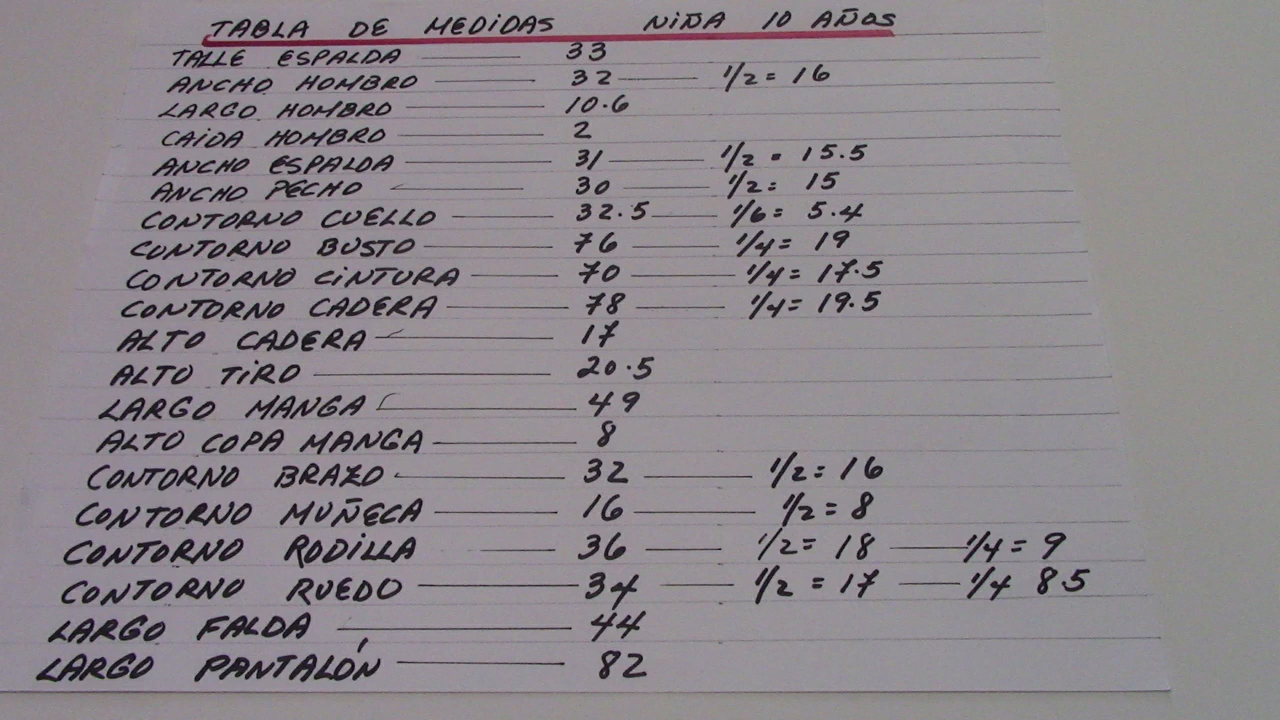 TABLA DE MEDIDAS NIÑA 10 AÑOS
TALLE ESPALDA 33
ANCHO HOMBRO 32 1/2 = 16
LARGO HOMBRO 10.6
CAIDA HOMBRO 2
ANCHO ESPALDA 31 1/2 = 15.5
ANCHO PECHO 30 1/2 = 15
CONTORNO CUELLO 32.5 1/6 = 5.4
CONTORNO BUSTO 76 1/4 = 19
CONTORNO CINTURA 70 1/4 = 17.5
CONTORNO CADERA 78 1/4 = 19.5
ALTO CADERA 17
ALTO TIRO 20.5
LARGO MANGA 49
ALTO COPA MANGA 8
CONTORNO BRAZO 32 1/2 = 16
CONTORNO MUÑECA 16 1/2 = 8
CONTORNO RODILLA 36 1/2 = 18 1/4 = 9
CONTORNO RUEDO 34 1/2 = 17 1/4 85
LARGO FALDA 44
LARGO PANTALÓN 82